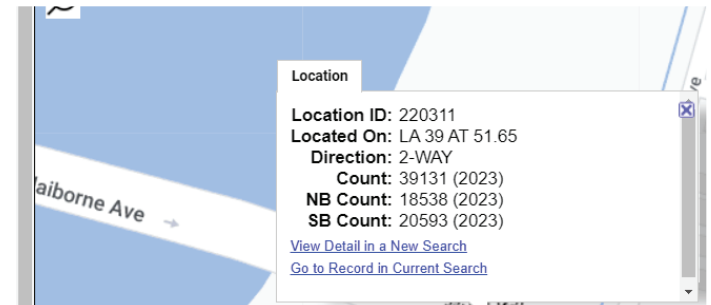 Location
Location ID: 220311
Located On: LA 39 AT 51.65
Direction: 2-WAY
Count: 39131 (2023)
NB Count: 18538 (2023)
SB Count: 20593 (2023)
View Detail in a New Search
Go to Record in Current Search
laiborne Ave